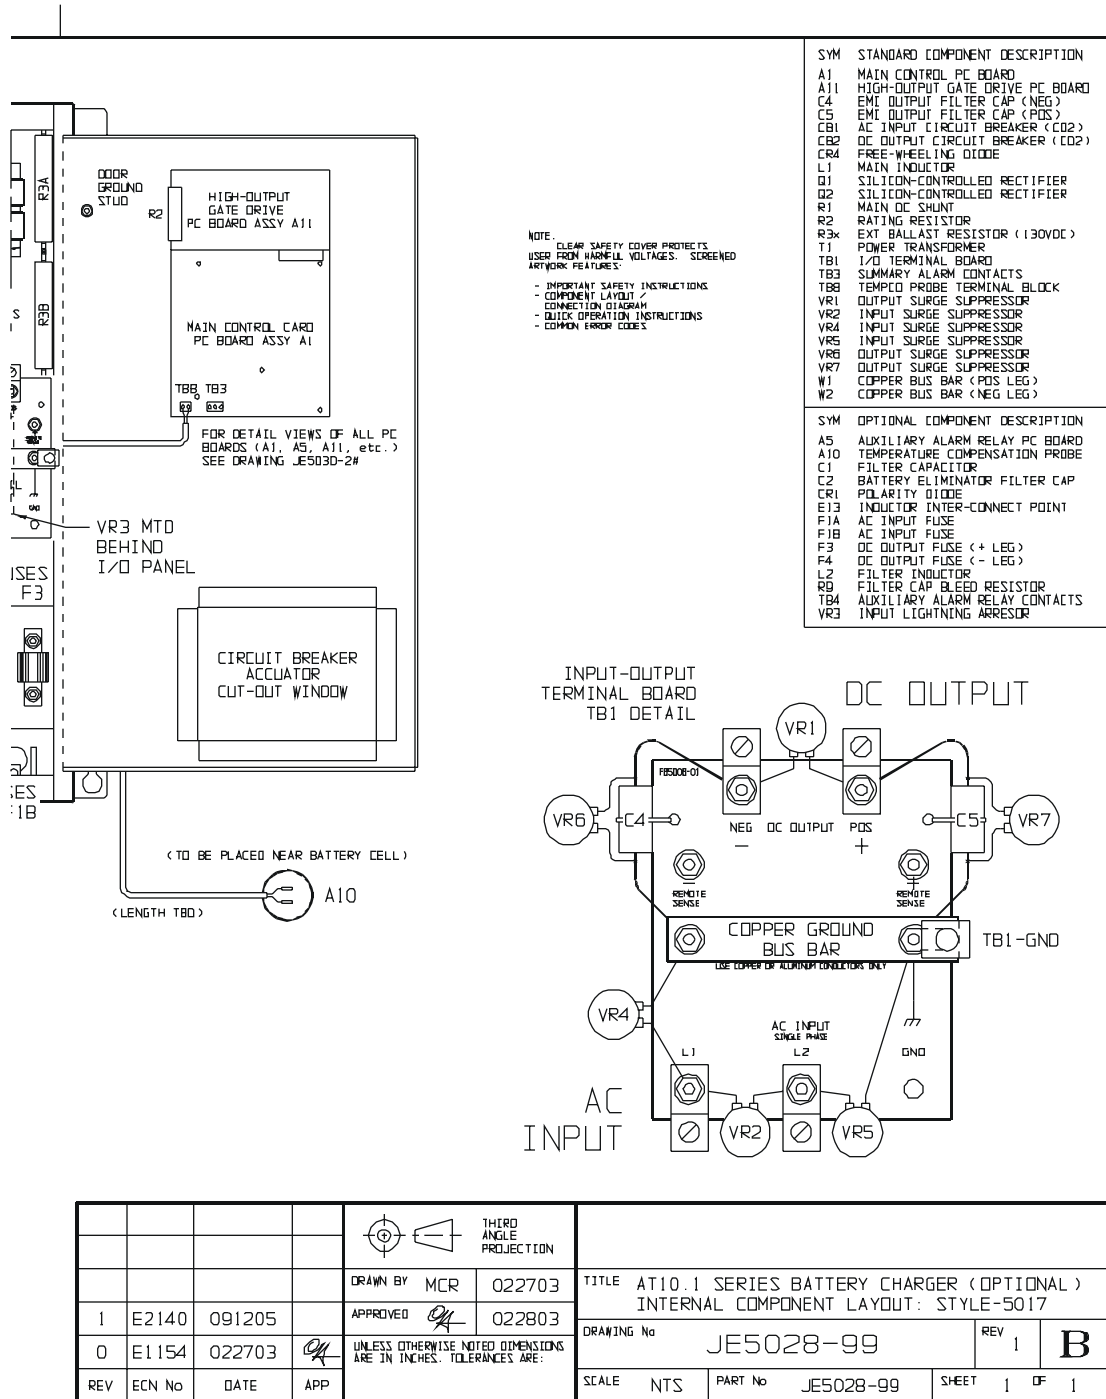 SYM STANDARD COMPONENT DESCRIPTION
A1 MAIN CONTROL PC BOARD
A11 HIGH-OUTPUT GATE DRIVE PC BOARD
C4 EMI OUTPUT FILTER CAP (NEG)
C5 EMI OUTPUT FILTER CAP (POS)
CB1 AC INPUT CIRCUIT BREAKER (CD2)
CB2 DC OUTPUT CIRCUIT BREAKER (CD2)
CR4 FREE-WHEELING DIODE
L1 MAIN INDUCTOR
Q1 SILICON-CONTROLLED RECTIFIER
Q2 SILICON-CONTROLLED RECTIFIER
R1 MAIN DC SHUNT
R2 RATING RESISTOR
R3x EXT BALLAST RESISTOR (130VDC)
T1 POWER TRANSFORMER
TB1 I/O TERMINAL BOARD
TB3 SUMMARY ALARM CONTACTS
TB8 TEMPCO PROBE TERMINAL BLOCK
VR1 OUTPUT SURGE SUPPRESSOR
VR2 INPUT SURGE SUPPRESSOR
VR4 INPUT SURGE SUPPRESSOR
VR5 INPUT SURGE SUPPRESSOR
VR6 OUTPUT SURGE SUPPRESSOR
VR7 OUTPUT SURGE SUPPRESSOR
W1 COPPER BUS BAR (POS LEG)
W2 COPPER BUS BAR (NEG LEG)
SYM OPTIONAL COMPONENT DESCRIPTION
A5 AUXILIARY ALARM RELAY PC BOARD
A10 TEMPERATURE COMPENSATION PROBE
C1 FILTER CAPACITOR
C2 BATTERY ELIMINATOR FILTER CAP
CR1 POLARITY DIODE
E13 INDUCTOR INTER-CONNECT POINT
F1A AC INPUT FUSE
F1B AC INPUT FUSE
F3 DC OUTPUT FUSE (+ LEG)
F4 DC OUTPUT FUSE (- LEG)
L2 FILTER INDUCTOR
R9 FILTER CAP BLEED RESISTOR
TB4 AUXILIARY ALARM RELAY CONTACTS
VR3 INPUT LIGHTNING ARRESOR
R3A
R3B
DOOR
GROUND
STUD
R2
HIGH-OUTPUT
GATE DRIVE
PC BOARD ASSY A11
MAIN CONTROL CARD
PC BOARD ASSY A1
TB8 TB3
FOR DETAIL VIEWS OF ALL PC
BOARDS (A1, A5, A11, etc.)
SEE DRAWING JE5030-2#
S
VR3 MTD
BEHIND
I/O PANEL
F3
CIRCUIT BREAKER
ACCUATOR
CUT-OUT WINDOW
F1B
(TO BE PLACED NEAR BATTERY CELL)
A10
(LENGTH TBD)
NOTE:
CLEAR SAFETY COVER PROTECTS
USER FROM HARMFUL VOLTAGES. SCREENED
ARTWORK FEATURES:
- IMPORTANT SAFETY INSTRUCTIONS
- COMPONENT LAYOUT /
CONNECTION DIAGRAM
- QUICK OPERATION INSTRUCTIONS
- COMMON ERROR CODES
INPUT-OUTPUT
TERMINAL BOARD
TB1 DETAIL
DC OUTPUT
VR1
VR6
C4
C5
VR7
NEG DC OUTPUT POS
- +
REMOTE
SENSE
REMOTE
SENSE
COPPER GROUND
BUS BAR
TB1-GND
USE COPPER OR ALUMINUM CONDUCTORS ONLY
VR4
AC INPUT
SINGLE PHASE
L1 L2 GND
AC
INPUT
VR2
VR5
THIRD
ANGLE
PROJECTION
DRAWN BY MCR 022703
APPROVED 022803
UNLESS OTHERWISE NOTED DIMENSIONS
ARE IN INCHES. TOLERANCES ARE:
1 E2140 091205
0 E1154 022703
REV ECN No DATE APP
TITLE AT10.1 SERIES BATTERY CHARGER (OPTIONAL)
INTERNAL COMPONENT LAYOUT: STYLE-5017
DRAWING No JE5028-99 REV 1 B
SCALE NTS PART No JE5028-99 SHEET 1 OF 1